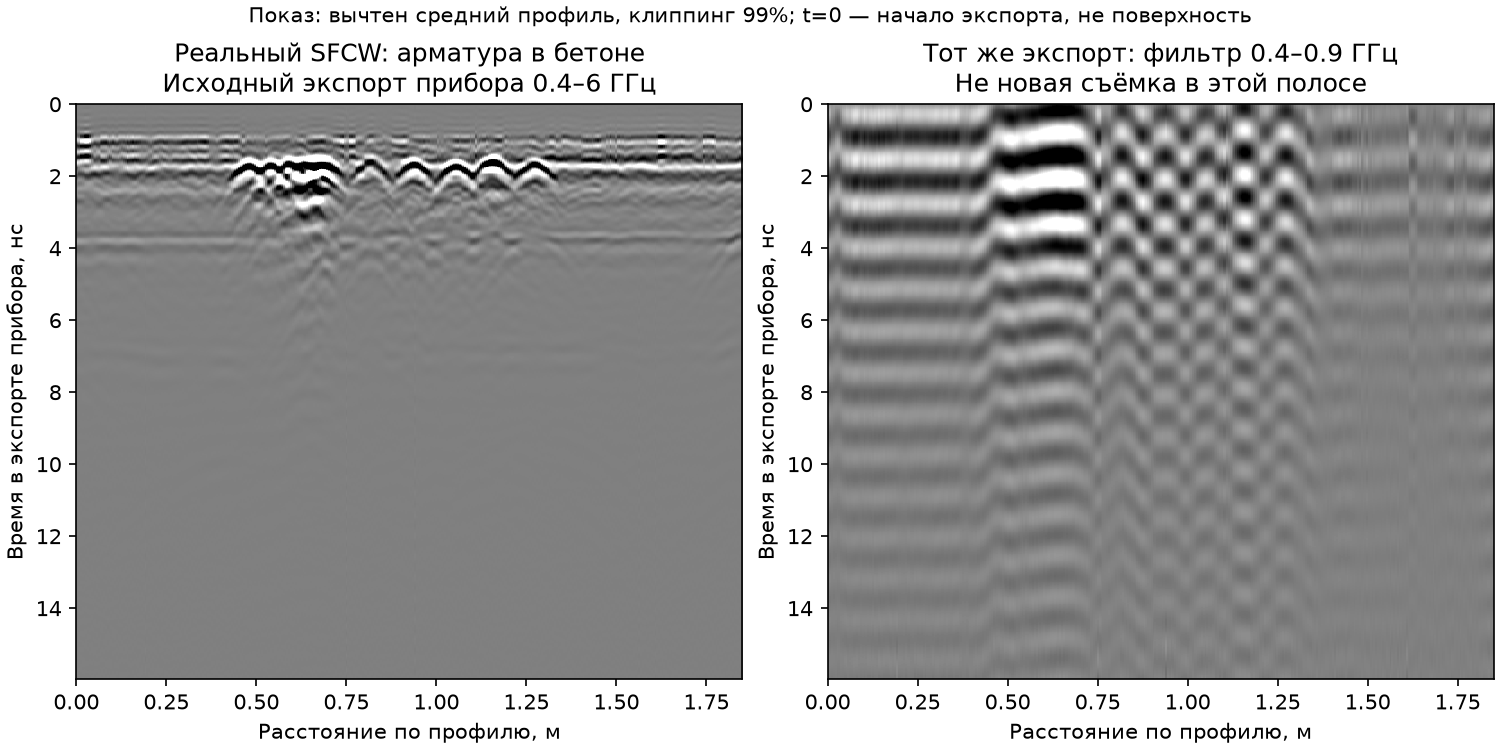 Показ: вычтен средний профиль, клиппинг 99%; t=0 — начало экспорта, не поверхность
Реальный SFCW: арматура в бетоне
Исходный экспорт прибора 0.4–6 ГГц
0
2
4
6
8
10
12
14
Время в экспорте прибора, нс
0.00 0.25 0.50 0.75 1.00 1.25 1.50 1.75
Расстояние по профилю, м
Тот же экспорт: фильтр 0.4–0.9 ГГц
Не новая съёмка в этой полосе
0
2
4
6
8
10
12
14
Время в экспорте прибора, нс
0.00 0.25 0.50 0.75 1.00 1.25 1.50 1.75
Расстояние по профилю, м